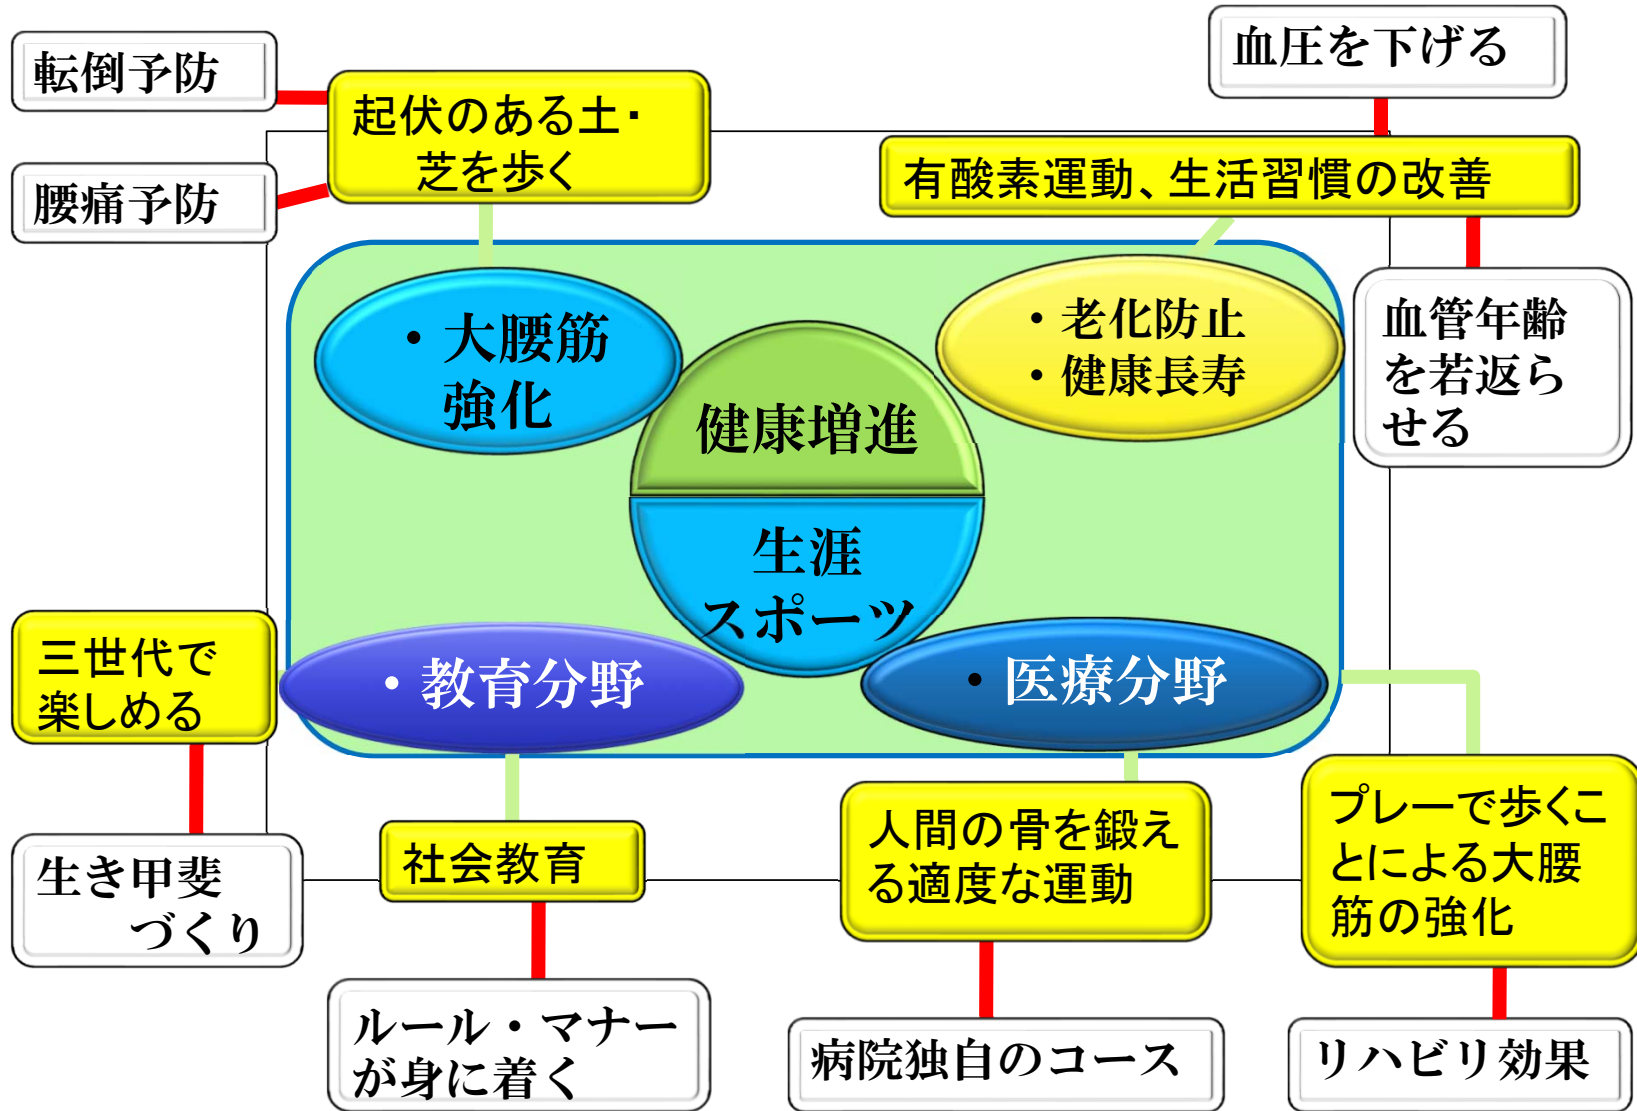 転倒予防
腰痛予防
起伏のある土・
芝を歩く
血圧を下げる
有酸素運動、生活習慣の改善
血管年齢
を若返ら
せる
・大腰筋
強化
・老化防止
・健康長寿
健康増進
生涯
スポーツ
・教育分野
・医療分野
三世代で
楽しめる
生き甲斐
づくり
社会教育
ルール・マナー
が身に着く
人間の骨を鍛え
る適度な運動
病院独自のコース
プレーで歩くこ
とによる大腰
筋の強化
リハビリ効果